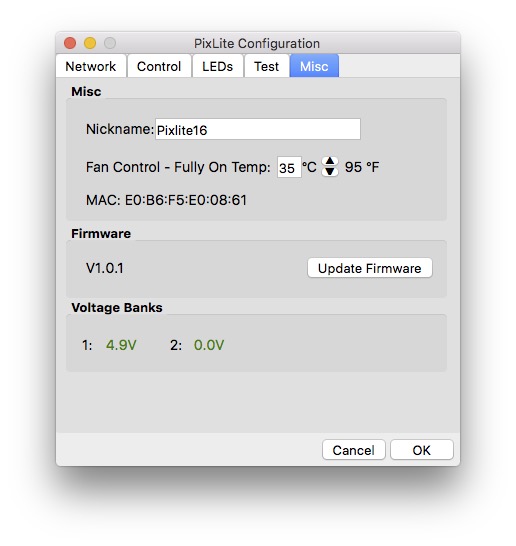 PixLite Configuration
Network Control LEDs Test Misc
Misc
Nickname: Pixlite16
Fan Control - Fully On Temp: 35 °C 95 °F
MAC: E0:B6:F5:E0:08:61
Firmware
V1.0.1 Update Firmware
Voltage Banks
1: 4.9V 2: 0.0V
Cancel OK